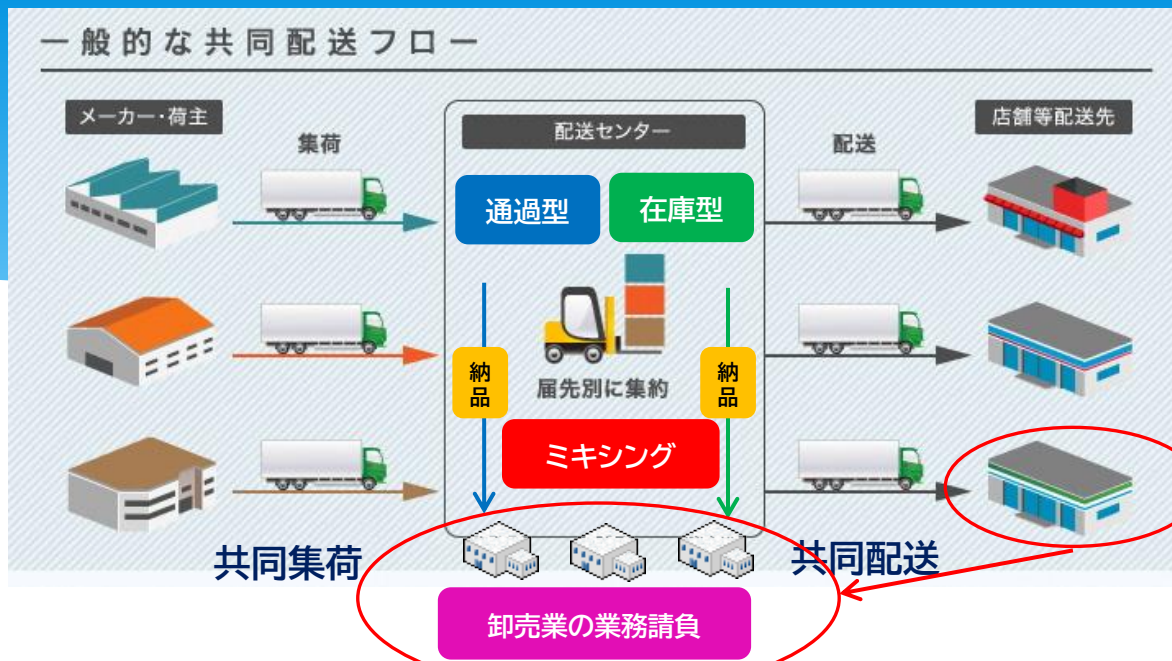 一般的な共同配送フロー
メーカー・荷主
集荷
配送センター
配送
店舗等配送先
通過型
在庫型
納品
納品
届先別に集約
ミキシング
共同集荷
共同配送
卸売業の業務請負